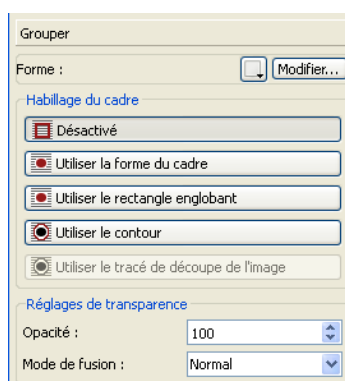 Grouper
Forme : Modifier...
Habillage du cadre
Désactivé
Utiliser la forme du cadre
Utiliser le rectangle englobant
Utiliser le contour
Utiliser le tracé de découpe de l'image
Réglages de transparence
Opacité : 100
Mode de fusion : Normal